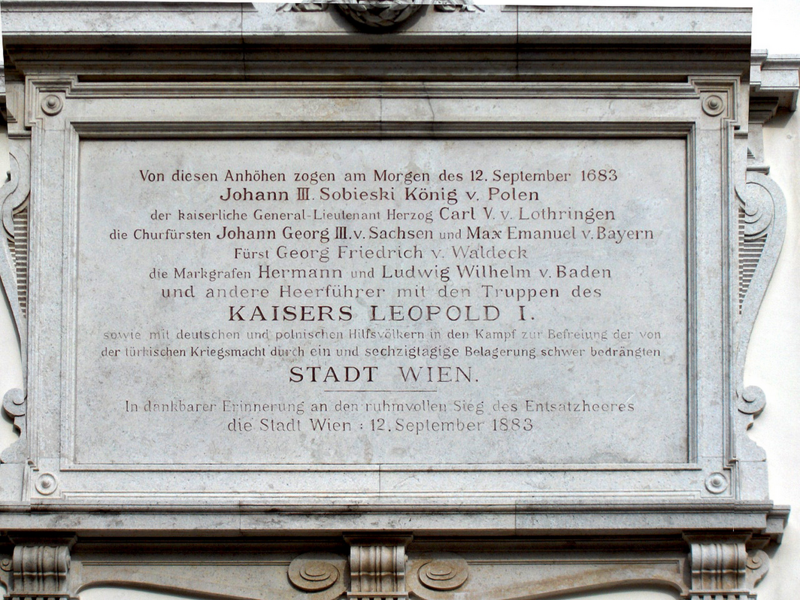 Von diesen Anhöhen zogen am Morgen des 12. September 1683
Johann III. Sobieski König v. Polen
der kaiserliche General-Lieutenant Herzog Carl V. v. Lothringen
die Churfürsten Johann Georg III. v. Sachsen und Max Emanuel v. Bayern
Fürst Georg Friedrich v. Waldeck
die Markgrafen Hermann und Ludwig Wilhelm v. Baden
und andere Heerführer mit den Truppen des
KAISERS LEOPOLD I.
sowie mit deutschen und polnischen Hilfsvölkern in den Kampf zur Befreiung der von
der türkischen Kriegsmacht durch ein und sechzigtägige Belagerung schwer bedrängten
STADT WIEN.
In dankbarer Erinnerung an den ruhmvollen Sieg des Entsatzheeres
die Stadt Wien : 12. September 1883